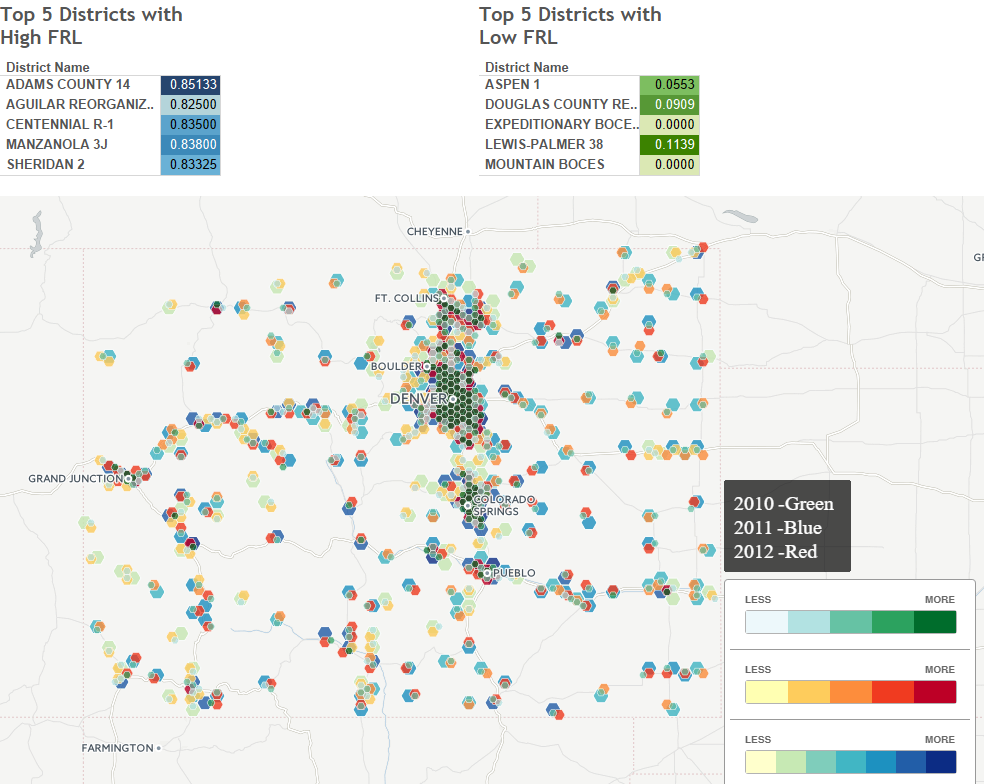 Top 5 Districts with
High FRL
District Name
ADAMS COUNTY 14 0.85133
AGUILAR REORGANIZ.. 0.82500
CENTENNIAL R-1 0.83500
MANZANOLA 3J 0.83800
SHERIDAN 2 0.83325
Top 5 Districts with
Low FRL
District Name
ASPEN 1 0.0553
DOUGLAS COUNTY RE.. 0.0909
EXPEDITIONARY BOCE.. 0.0000
LEWIS-PALMER 38 0.1139
MOUNTAIN BOCES 0.0000
CHEYENNE
GR
FT. COLLINS
BOULDER
DENVER
GRAND JUNCTION
COLORADO
SPRINGS
PUEBLO
FARMINGTON
2010 -Green
2011 -Blue
2012 -Red
LESS MORE
LESS MORE
LESS MORE